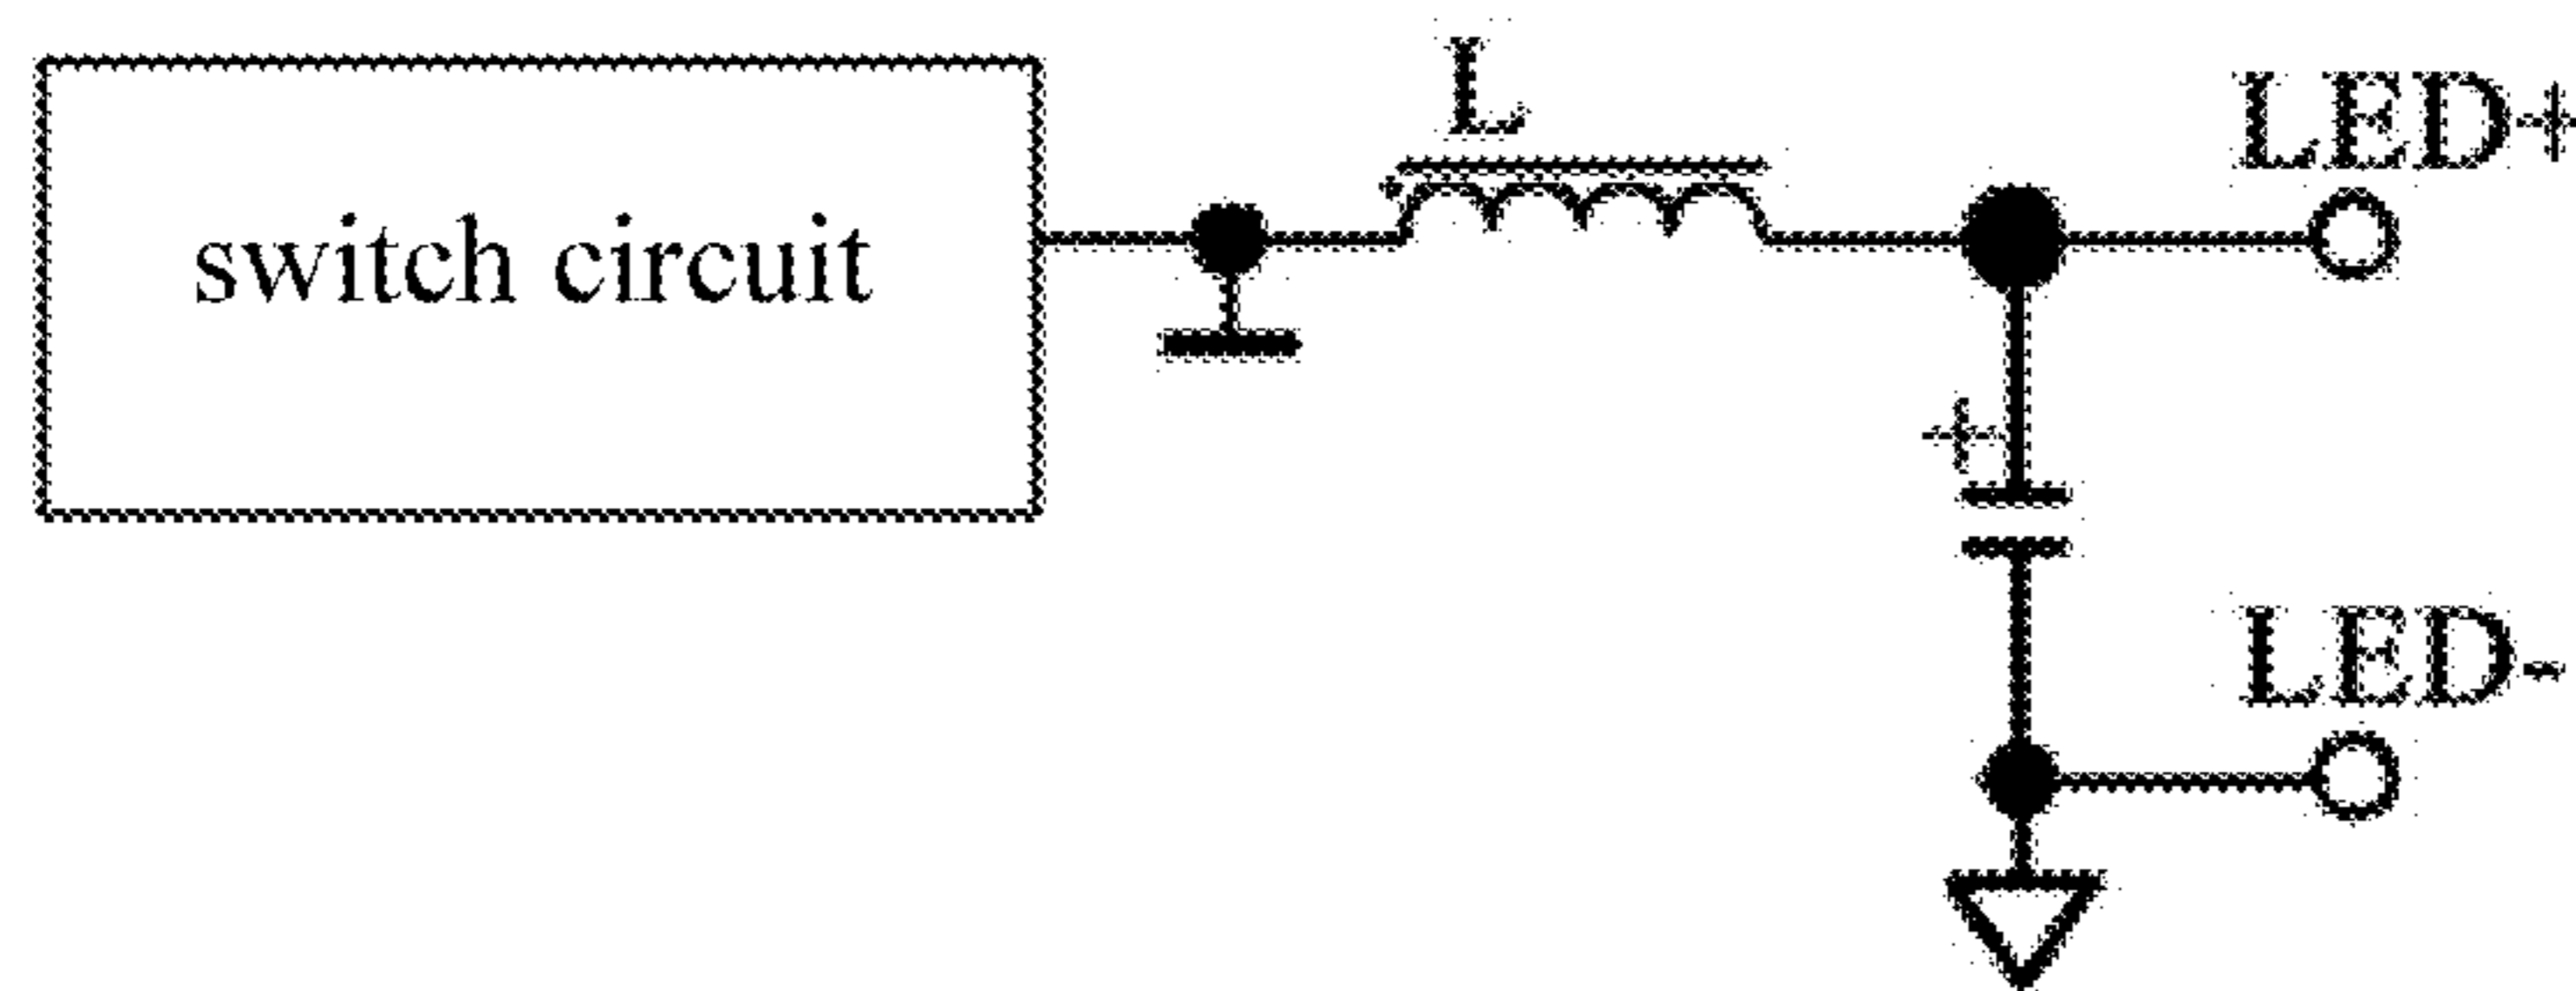 L
LED+
switch circuit
+
LED-